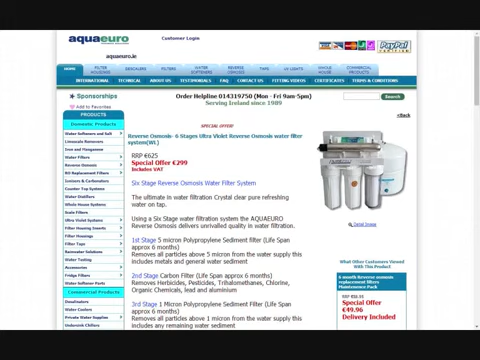 aquaeuro
Customer Login
PayPal
aquaeuro.ie
HOME
FILTER HOUSINGS
DESCALERS
FILTERS
WATER SOFTENERS
REVERSE OSMOSIS
TAPS
UV LIGHTS
WHOLE HOUSE
COMMERCIAL PRODUCTS
INTERNATIONAL
TECHNICAL
ABOUT US
TESTIMONIALS
FAQ
CONTACT US
FITTING VIDEOS
CERTIFICATES
TERMS & CONDITIONS
Sponsorships
Order Helpline 014319750 (Mon - Fri 9am-5pm)
Serving Ireland since 1989
Search
Add to Favorites
PRODUCTS
Domestic Products
Water Softeners and Salt
Limescale Removers
Iron and Manganese
Water Filters
Reverse Osmosis
RO Replacement Filters
Ionizers & Carbonators
Counter Top Systems
Water Distillers
Whole House Systems
Scale Filters
Ultra Violet Systems
Filter Housing Inserts
Filter Housings
Filter Taps
Rainwater Solutions
Water Testing
Accessories
Fridge Filters
Water Softener Parts
Commercial Products
Desalinators
Water Coolers
Private Water Supplies
Undersink Chillers
SPECIAL OFFER
<Back
Reverse Osmosis- 6 Stages Ultra Violet Reverse Osmosis water filter
system(WL)
RRP €625
Special Offer €299
Includes VAT
Six Stage Reverse Osmosis Water Filter System
The ultimate in water filtration Crystal clear pure refreshing
water on tap.
Using a Six Stage water filtration system the AQUAEURO
Reverse Osmosis delivers unrivalled quality in water filtration.
1st Stage 5 micron Polypropylene Sediment filter (Life Span
approx 6 months)
Removes all particles above 5 micron from the water supply this
includes metals and general water sediment
2nd Stage Carbon Filter (Life Span approx 6 months)
Removes Herbicides, Pesticides, Trihalomethanes, Chlorine,
Organic Chemicals, lead and aluminium
3rd Stage 1 Micron Polypropylene Sediment Filter (Life Span
approx 6 months)
Removes all particles above 1 micron from the water supply this
includes any remaining water sediment
Detail Image
What Other Customers Viewed
With This Product
6 month Reverse osmosis
replacement filters
Maintenance Pack
Special Offer
€49.96
Delivery Included